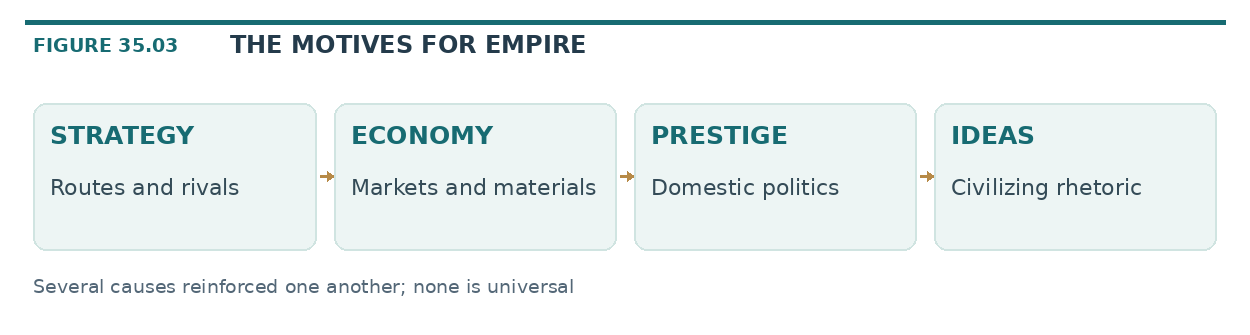 FIGURE 35.03 THE MOTIVES FOR EMPIRE
STRATEGY
Routes and rivals
ECONOMY
Markets and materials
PRESTIGE
Domestic politics
IDEAS
Civilizing rhetoric
Several causes reinforced one another; none is universal